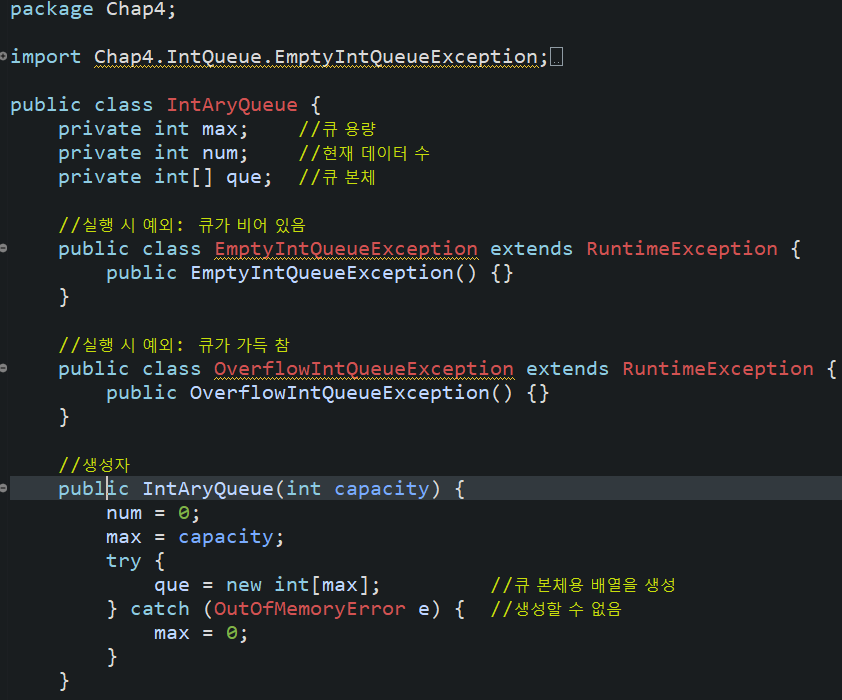 package Chap4;
import Chap4.IntQueue.EmptyIntQueueException;
public class IntAryQueue {
private int max; //큐 용량
private int num; //현재 데이터 수
private int[] que; //큐 본체
//실행 시 예외: 큐가 비어 있음
public class EmptyIntQueueException extends RuntimeException {
public EmptyIntQueueException() {}
}
//실행 시 예외: 큐가 가득 참
public class OverflowIntQueueException extends RuntimeException {
public OverflowIntQueueException() {}
}
//생성자
public IntAryQueue(int capacity) {
num = 0;
max = capacity;
try {
que = new int[max]; //큐 본체용 배열을 생성
} catch (OutOfMemoryError e) { //생성할 수 없음
max = 0;
}
}